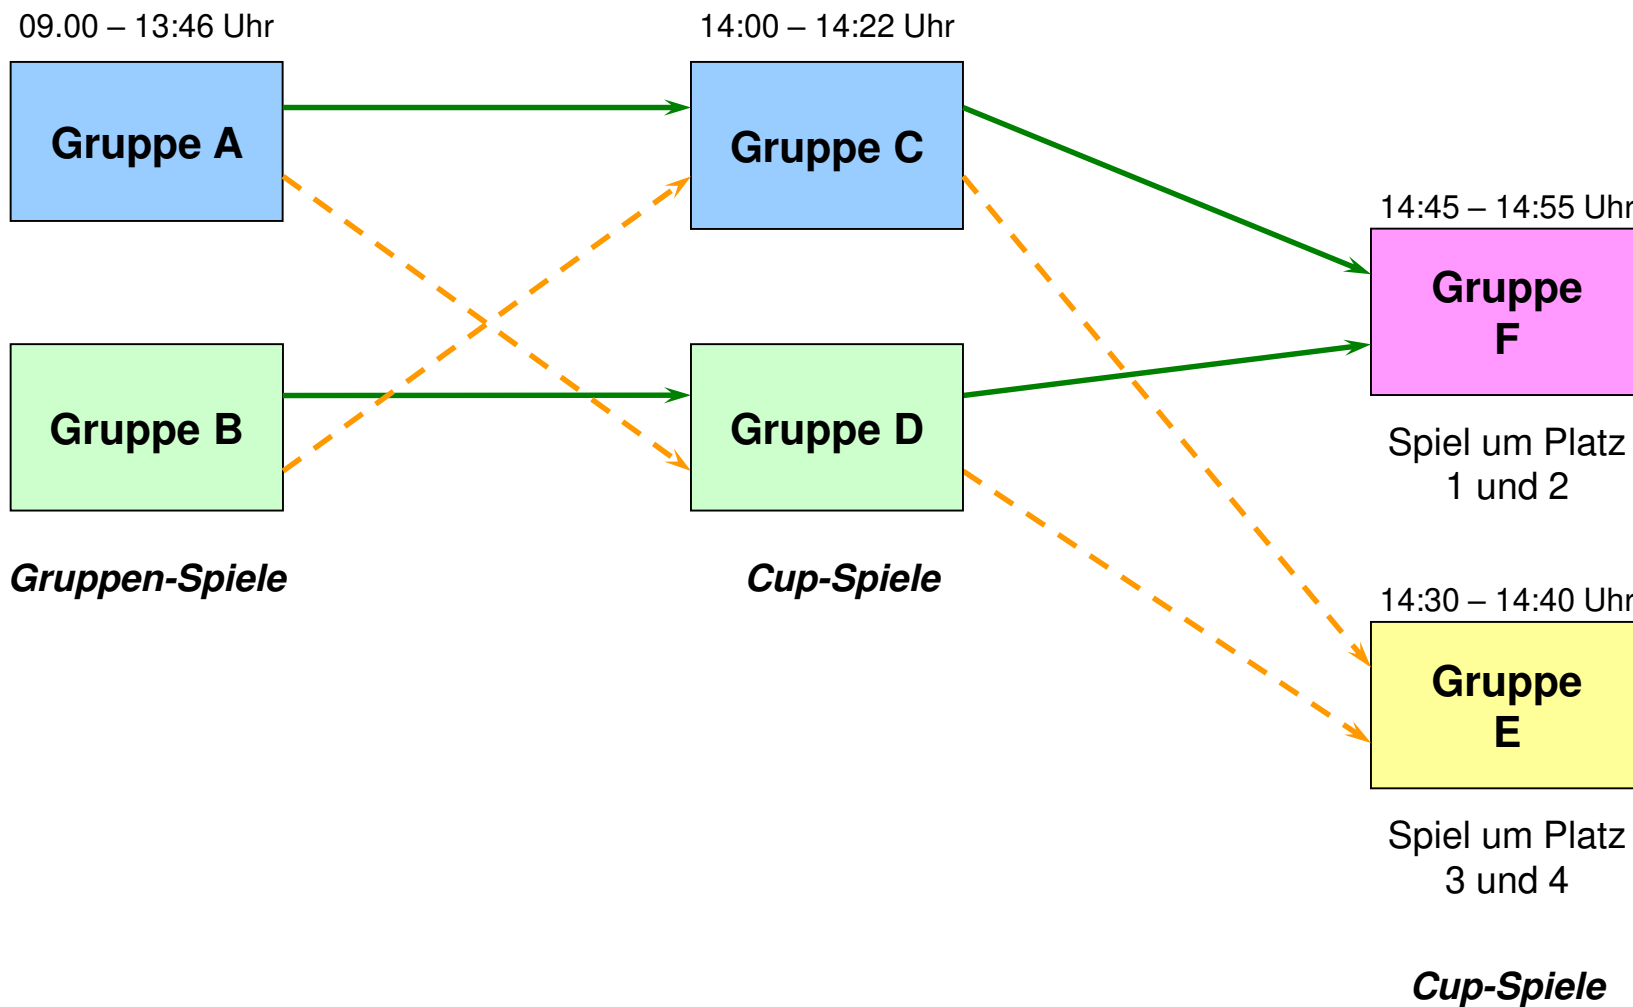 09.00 – 13:46 Uhr
14:00 – 14:22 Uhr
Gruppe A
Gruppe C
14:45 – 14:55 Uhr
Gruppe
F
Gruppe B
Gruppe D
Spiel um Platz
1 und 2
Gruppen-Spiele
Cup-Spiele
14:30 – 14:40 Uhr
Gruppe
E
Spiel um Platz
3 und 4
Cup-Spiele